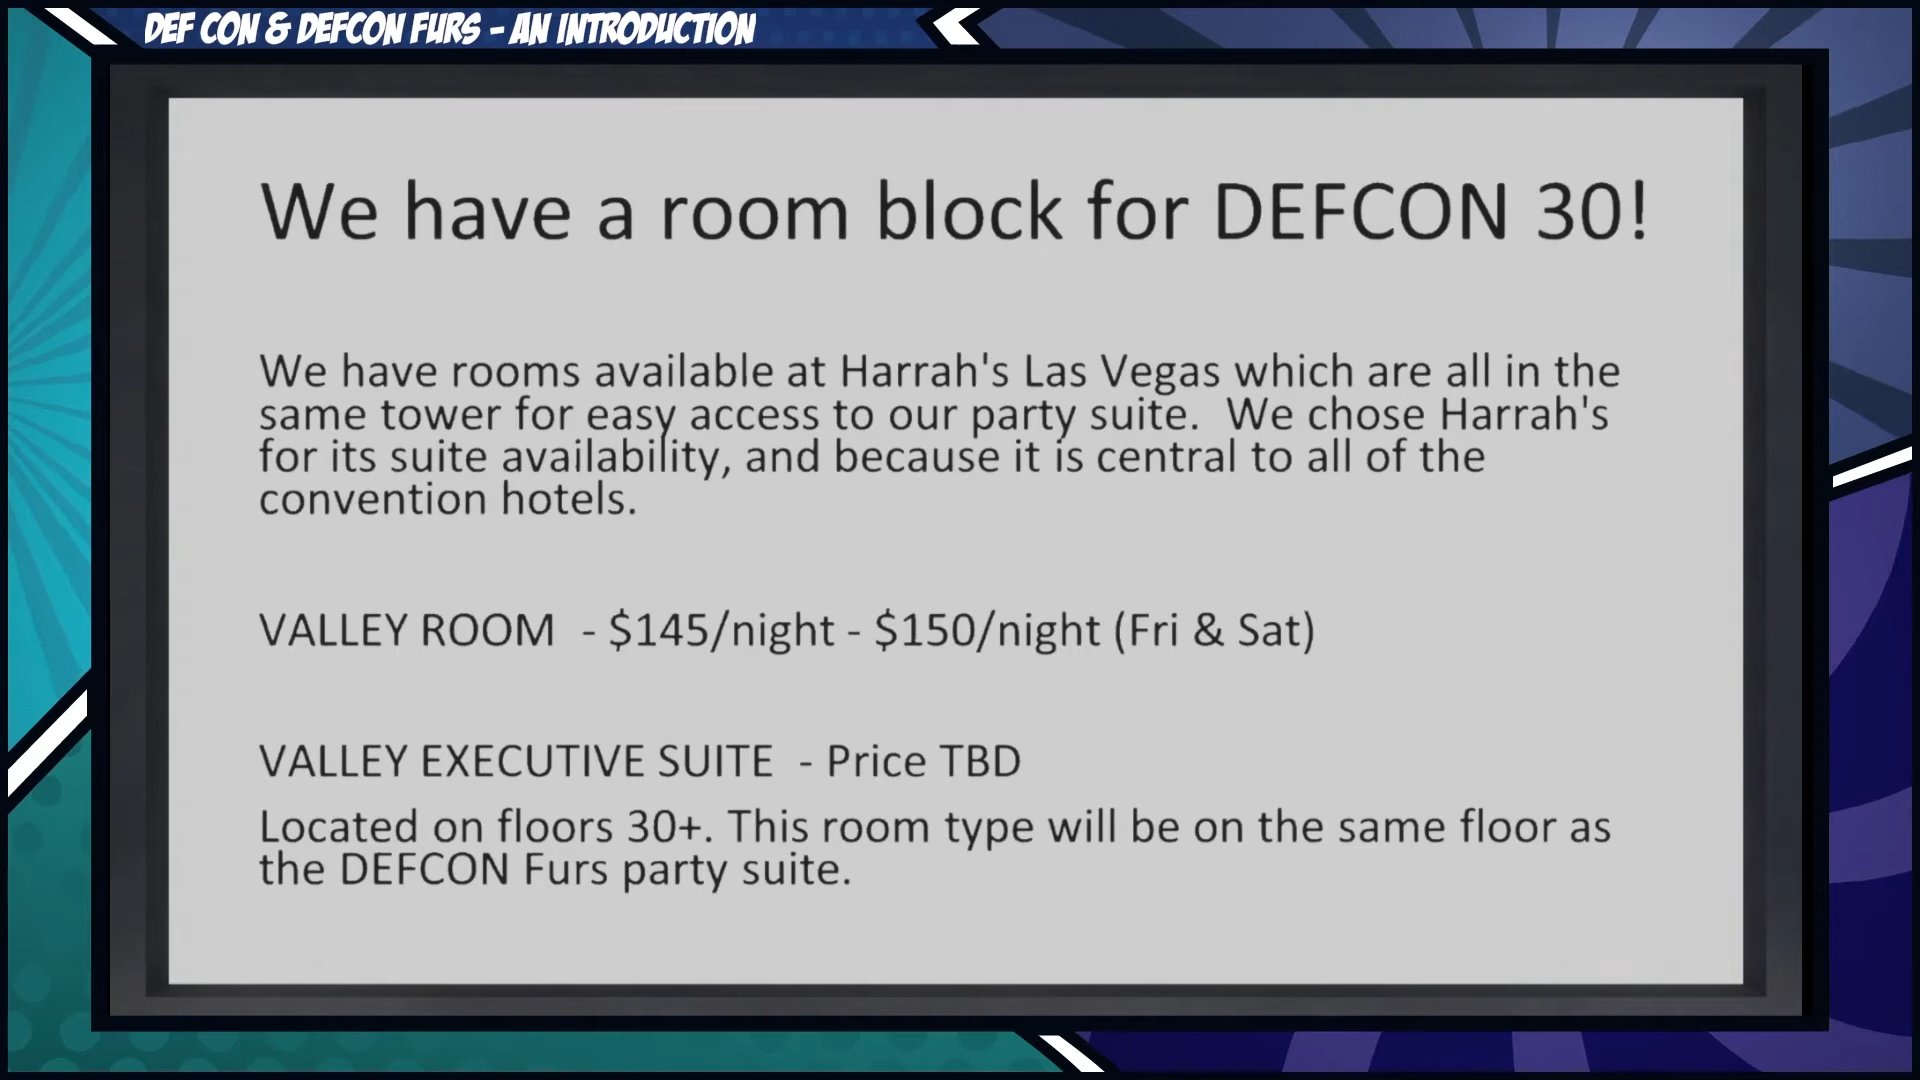 DEF CON & DEFCON FURS - AN INTRODUCTION
We have a room block for DEFCON 30!
We have rooms available at Harrah's Las Vegas which are all in the
same tower for easy access to our party suite.  We chose Harrah's
for its suite availability, and because it is central to all of the
convention hotels.
VALLEY ROOM  - $145/night - $150/night (Fri & Sat)
VALLEY EXECUTIVE SUITE  - Price TBD
Located on floors 30+. This room type will be on the same floor as
the DEFCON Furs party suite.